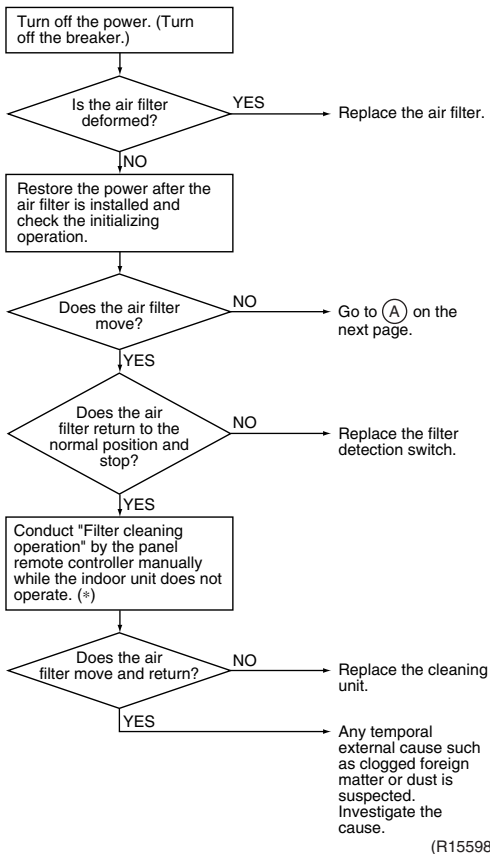 Turn off the power. (Turn
off the breaker.)
Is the air filter
deformed?
YES
Replace the air filter.
NO
Restore the power after the
air filter is installed and
check the initializing
operation.
Does the air filter
move?
NO
Go to A on the
next page.
YES
Does the air
filter return to the
normal position and
stop?
NO
Replace the filter
detection switch.
YES
Conduct "Filter cleaning
operation" by the panel
remote controller manually
while the indoor unit does not
operate. (*)
Does the air
filter move and return?
NO
Replace the cleaning
unit.
YES
Any temporal
external cause such
as clogged foreign
matter or dust is
suspected.
Investigate the
cause.
(R15598